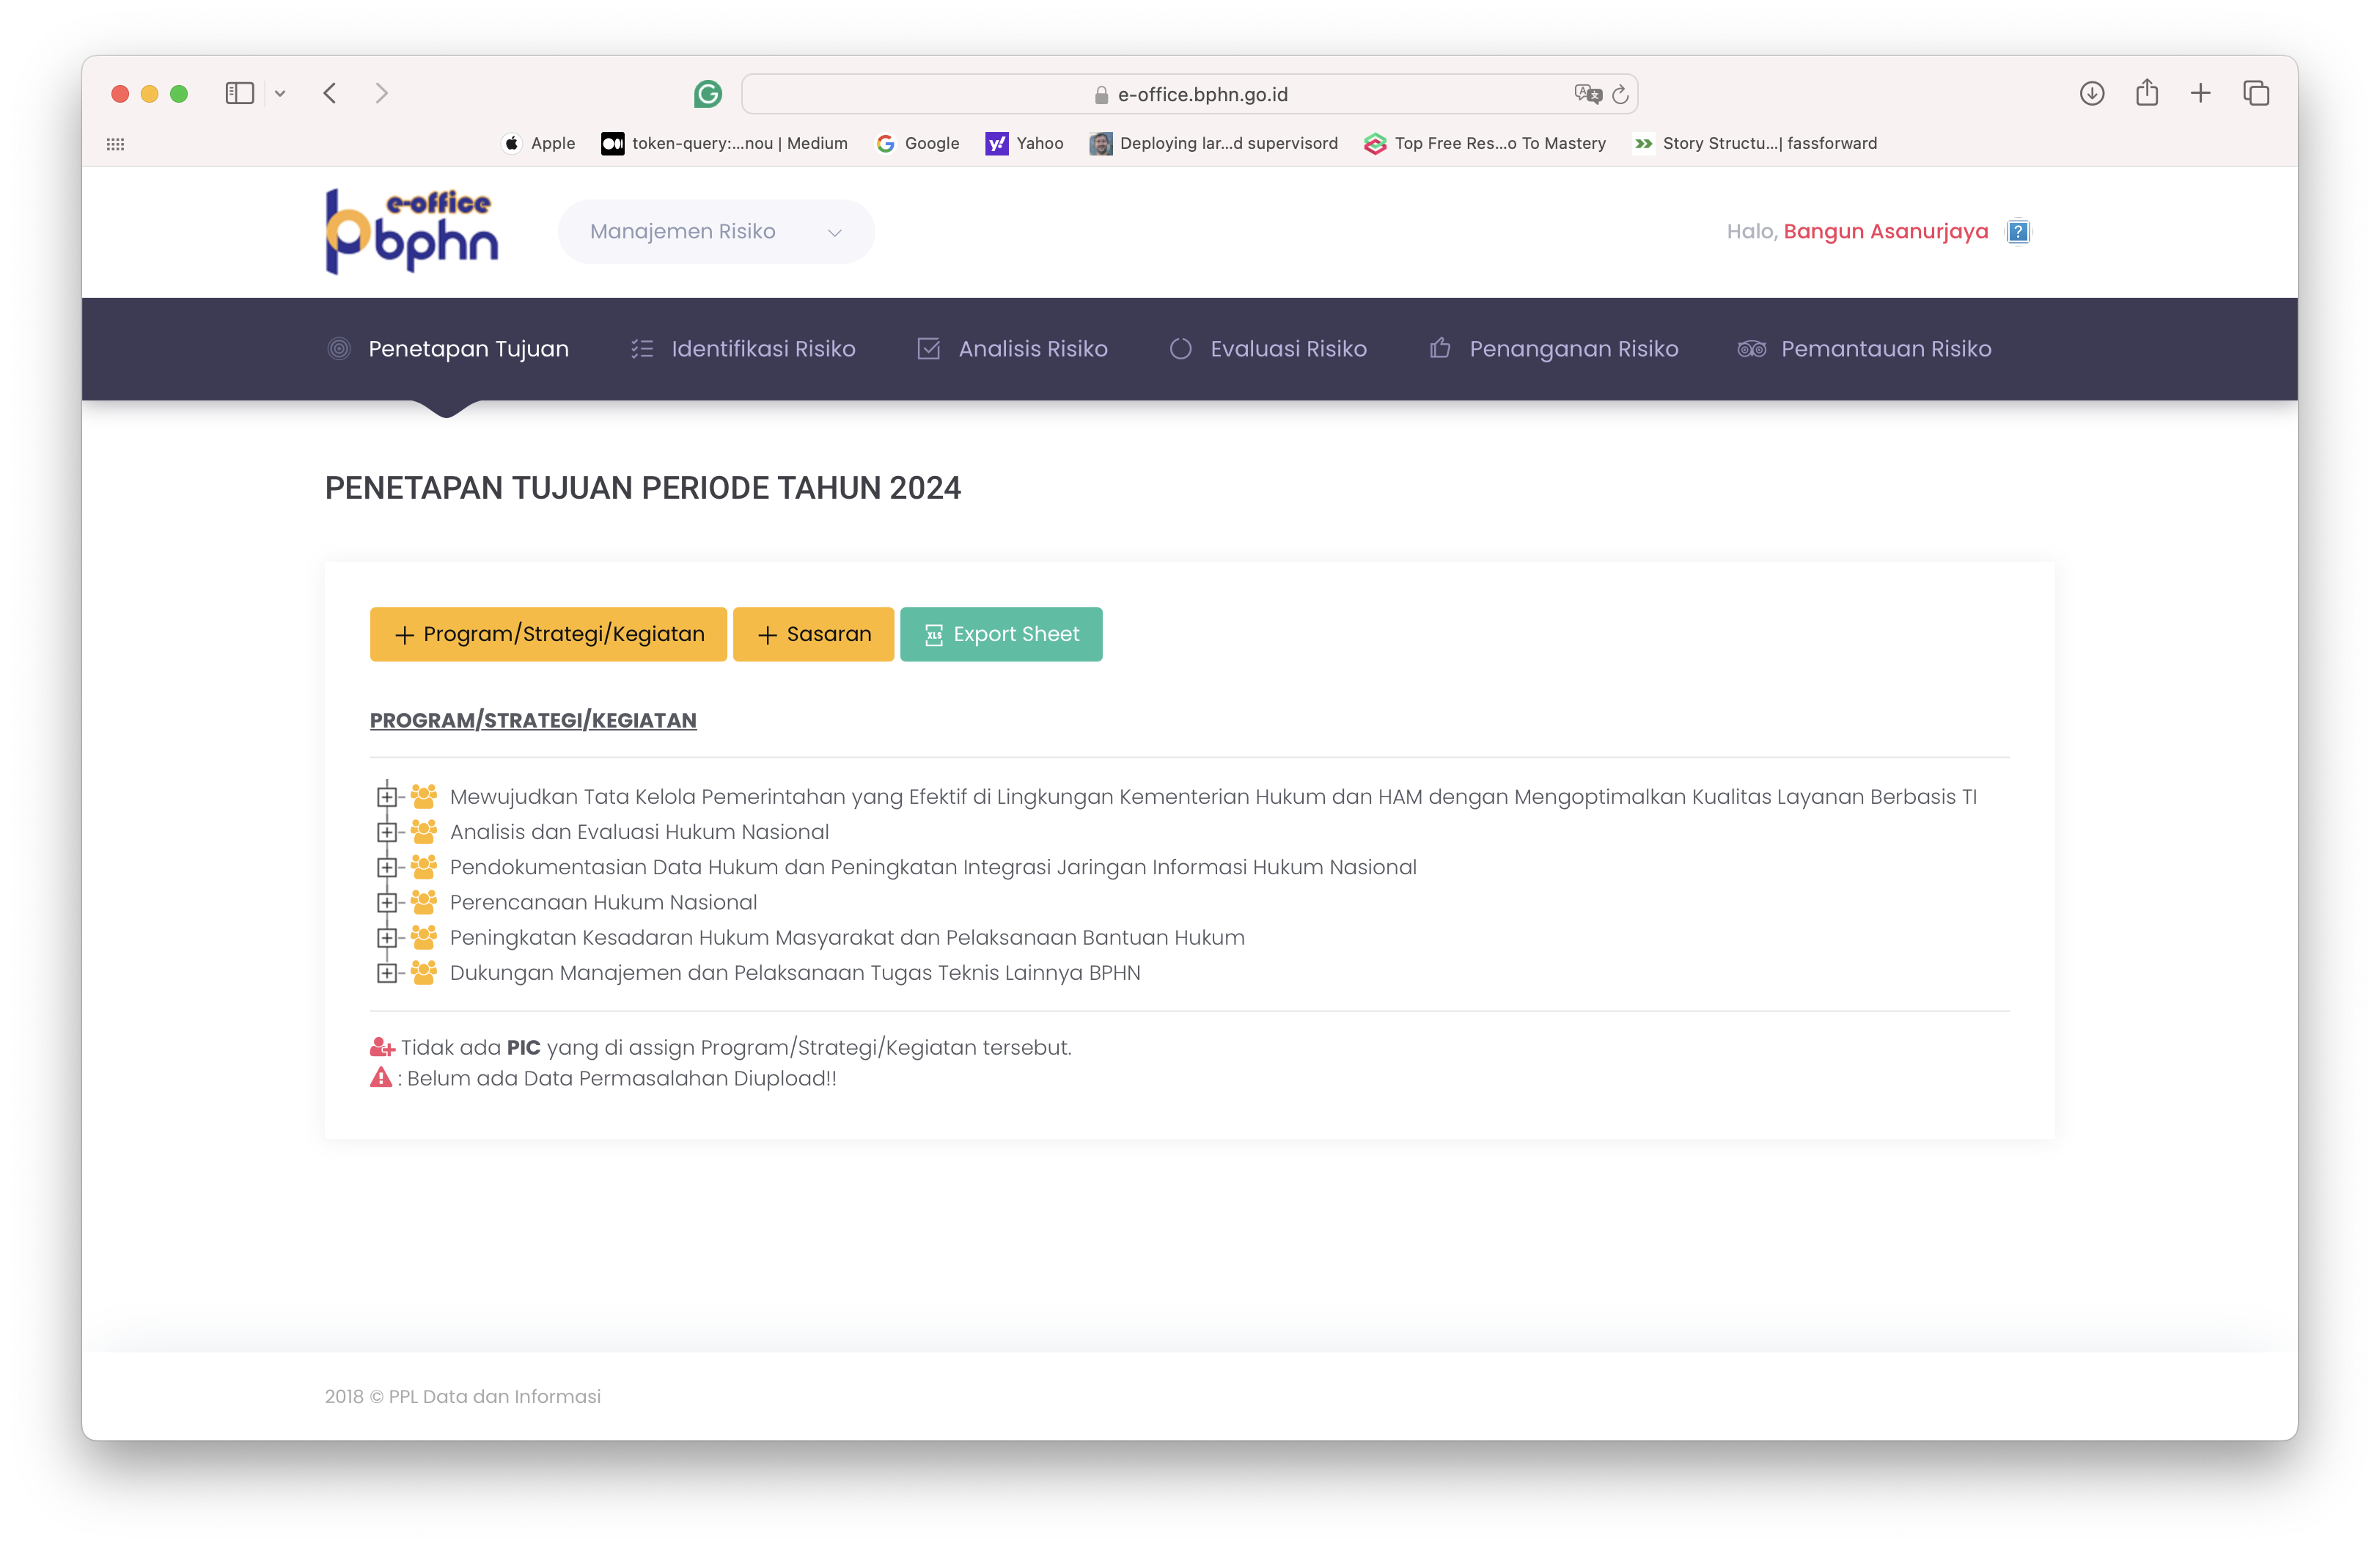 e-office.bphn.go.id
Apple
token-query:...nou | Medium
Google
Yahoo
Deploying lar...d supervisord
Top Free Res...o To Mastery
Story Structu...| fassforward
e-office
bphn
Manajemen Risiko
Halo, Bangun Asanurjaya
Penetapan Tujuan
Identifikasi Risiko
Analisis Risiko
Evaluasi Risiko
Penanganan Risiko
Pemantauan Risiko
PENETAPAN TUJUAN PERIODE TAHUN 2024
Program/Strategi/Kegiatan
Sasaran
XLS Export Sheet
PROGRAM/STRATEGI/KEGIATAN
Mewujudkan Tata Kelola Pemerintahan yang Efektif di Lingkungan Kementerian Hukum dan HAM dengan Mengoptimalkan Kualitas Layanan Berbasis TI
Analisis dan Evaluasi Hukum Nasional
Pendokumentasian Data Hukum dan Peningkatan Integrasi Jaringan Informasi Hukum Nasional
Perencanaan Hukum Nasional
Peningkatan Kesadaran Hukum Masyarakat dan Pelaksanaan Bantuan Hukum
Dukungan Manajemen dan Pelaksanaan Tugas Teknis Lainnya BPHN
Tidak ada PIC yang di assign Program/Strategi/Kegiatan tersebut.
: Belum ada Data Permasalahan Diupload!!
2018 © PPL Data dan Informasi